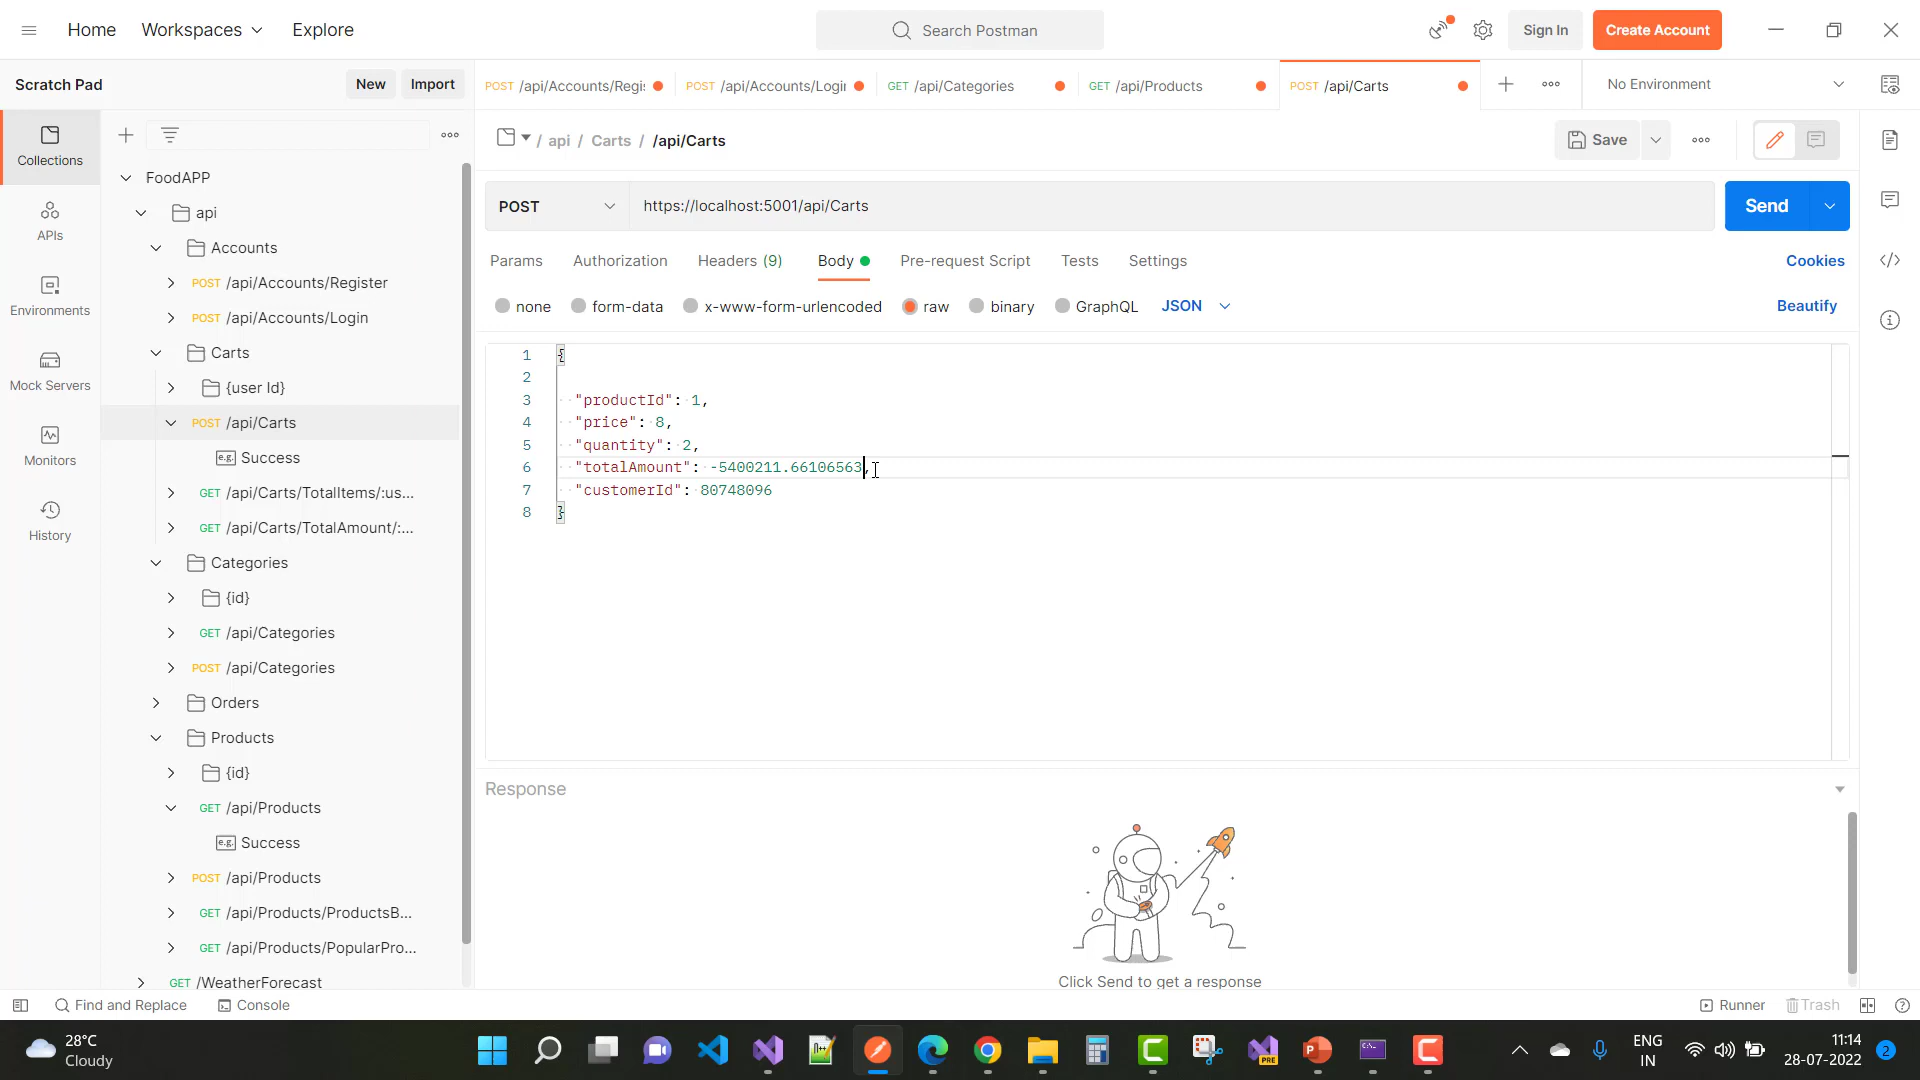 Home
Workspaces
Explore
Search Postman
Sign In
Create Account
Scratch Pad
New
Import
POST /api/Accounts/Regi
POST /api/Accounts/Logi
GET /api/Categories
GET /api/Products
POST /api/Carts
No Environment
Collections
APIs
Environments
Mock Servers
Monitors
History
FoodAPP
api
Accounts
POST /api/Accounts/Register
POST /api/Accounts/Login
Carts
{user Id}
POST /api/Carts
e.g. Success
GET /api/Carts/TotalItems/:us...
GET /api/Carts/TotalAmount/:...
Categories
{id}
GET /api/Categories
POST /api/Categories
Orders
Products
{id}
GET /api/Products
e.g. Success
POST /api/Products
GET /api/Products/ProductsB...
GET /api/Products/PopularPro...
GET /WeatherForecast
/ api / Carts / /api/Carts
Save
POST
https://localhost:5001/api/Carts
Send
Params
Authorization
Headers (9)
Body
Pre-request Script
Tests
Settings
Cookies
none
form-data
x-www-form-urlencoded
raw
binary
GraphQL
JSON
Beautify
1 {
2
3 "productId": 1,
4 "price": 8,
5 "quantity": 2,
6 "totalAmount": -5400211.66106563,
7 "customerId": 80748096
8 }
Response
Click Send to get a response
Find and Replace
Console
Runner
Trash
28°C
Cloudy
PRE
ENG
IN
11:14
28-07-2022
2